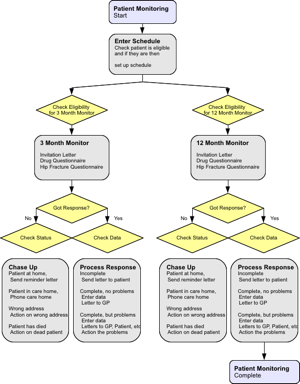 Patient Monitoring
Start
Enter Schedule
Check patient is eligible
and if they are then
set up schedule
Check Eligibility
for 3 Month Monitor
Check Eligibility
for 12 Month Monitor
3 Month Monitor
Invitation Letter
Drug Questionnaire
Hip Fracture Questionnaire
12 Month Monitor
Invitation Letter
Drug Questionnaire
Hip Fracture Questionnaire
Got Response?
No
Yes
Check Status
Check Data
Got Response?
No
Yes
Check Status
Check Data
Chase Up
Patient at home,
Send reminder letter
Patient in care home,
Phone care home
Wrong address
Action on wrong address
Patient has died
Action on dead patient
Process Response
Incomplete
Send letter to patient
Complete, no problems
Enter data
Letter to GP
Complete, but problems
Enter data
Letters to GP, Patient, etc
Action the problems
Chase Up
Patient at home,
Send reminder letter
Patient in care home,
Phone care home
Wrong address
Action on wrong address
Patient has died
Action on dead patient
Process Response
Incomplete
Send letter to patient
Complete, no problems
Enter data
Letter to GP
Complete, but problems
Enter data
Letters to GP, Patient, etc
Action the problems
Patient Monitoring
Complete